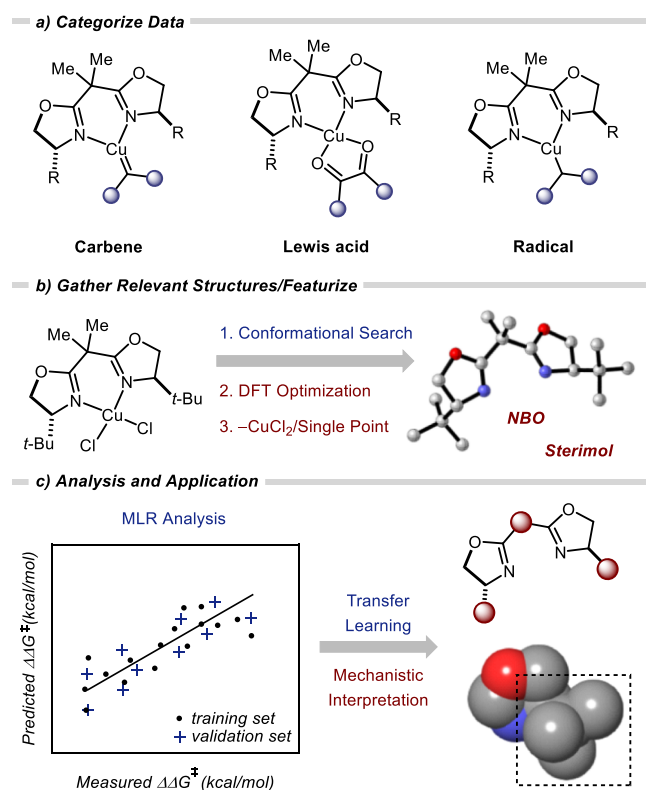 a) Categorize Data
Me
Me
O
O
N
N
Cu
R
R
Carbene
Me
Me
O
O
N
N
Cu
R
R
O
O
Lewis acid
Me
Me
O
O
N
N
Cu
R
R
Radical
b) Gather Relevant Structures/Featurize
Me
Me
O
O
N
N
Cu
t-Bu
Cl
Cl
t-Bu
1. Conformational Search
2. DFT Optimization
3. –CuCl2/Single Point
NBO
Sterimol
c) Analysis and Application
MLR Analysis
Predicted ΔΔG‡(kcal/mol)
training set
validation set
Measured ΔΔG‡(kcal/mol)
Transfer
Learning
Mechanistic
Interpretation
O
O
N
N